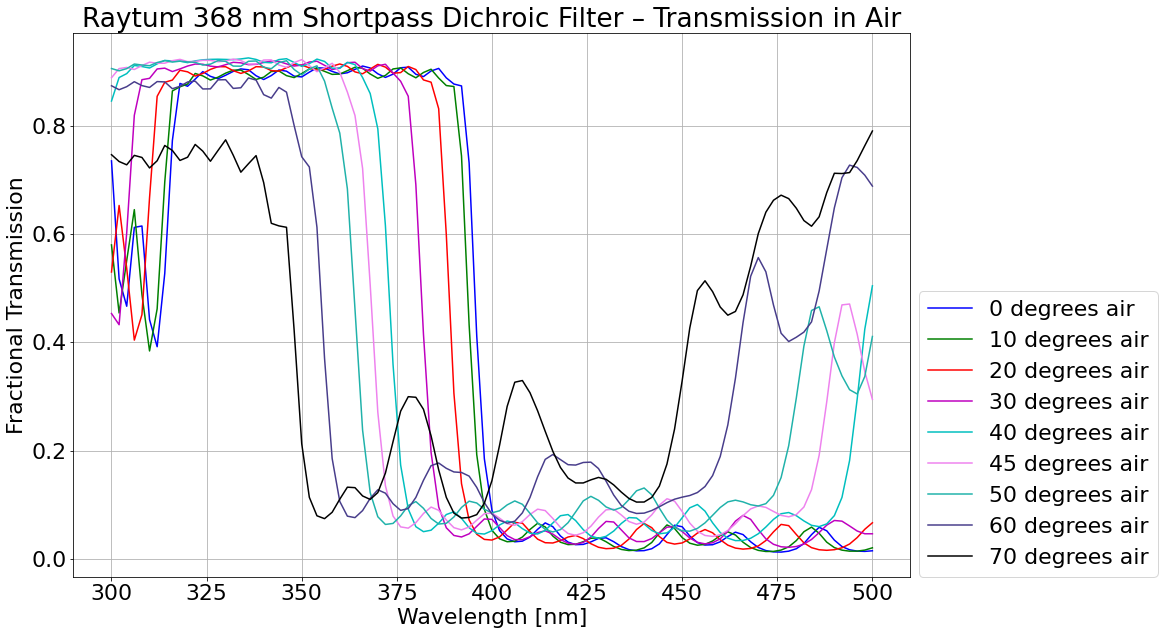 Raytum 368 nm Shortpass Dichroic Filter – Transmission in Air
Fractional Transmission
0.8
0.6
0.4
0.2
0.0
300 325 350 375 400 425 450 475 500
Wavelength [nm]
0 degrees air
10 degrees air
20 degrees air
30 degrees air
40 degrees air
45 degrees air
50 degrees air
60 degrees air
70 degrees air